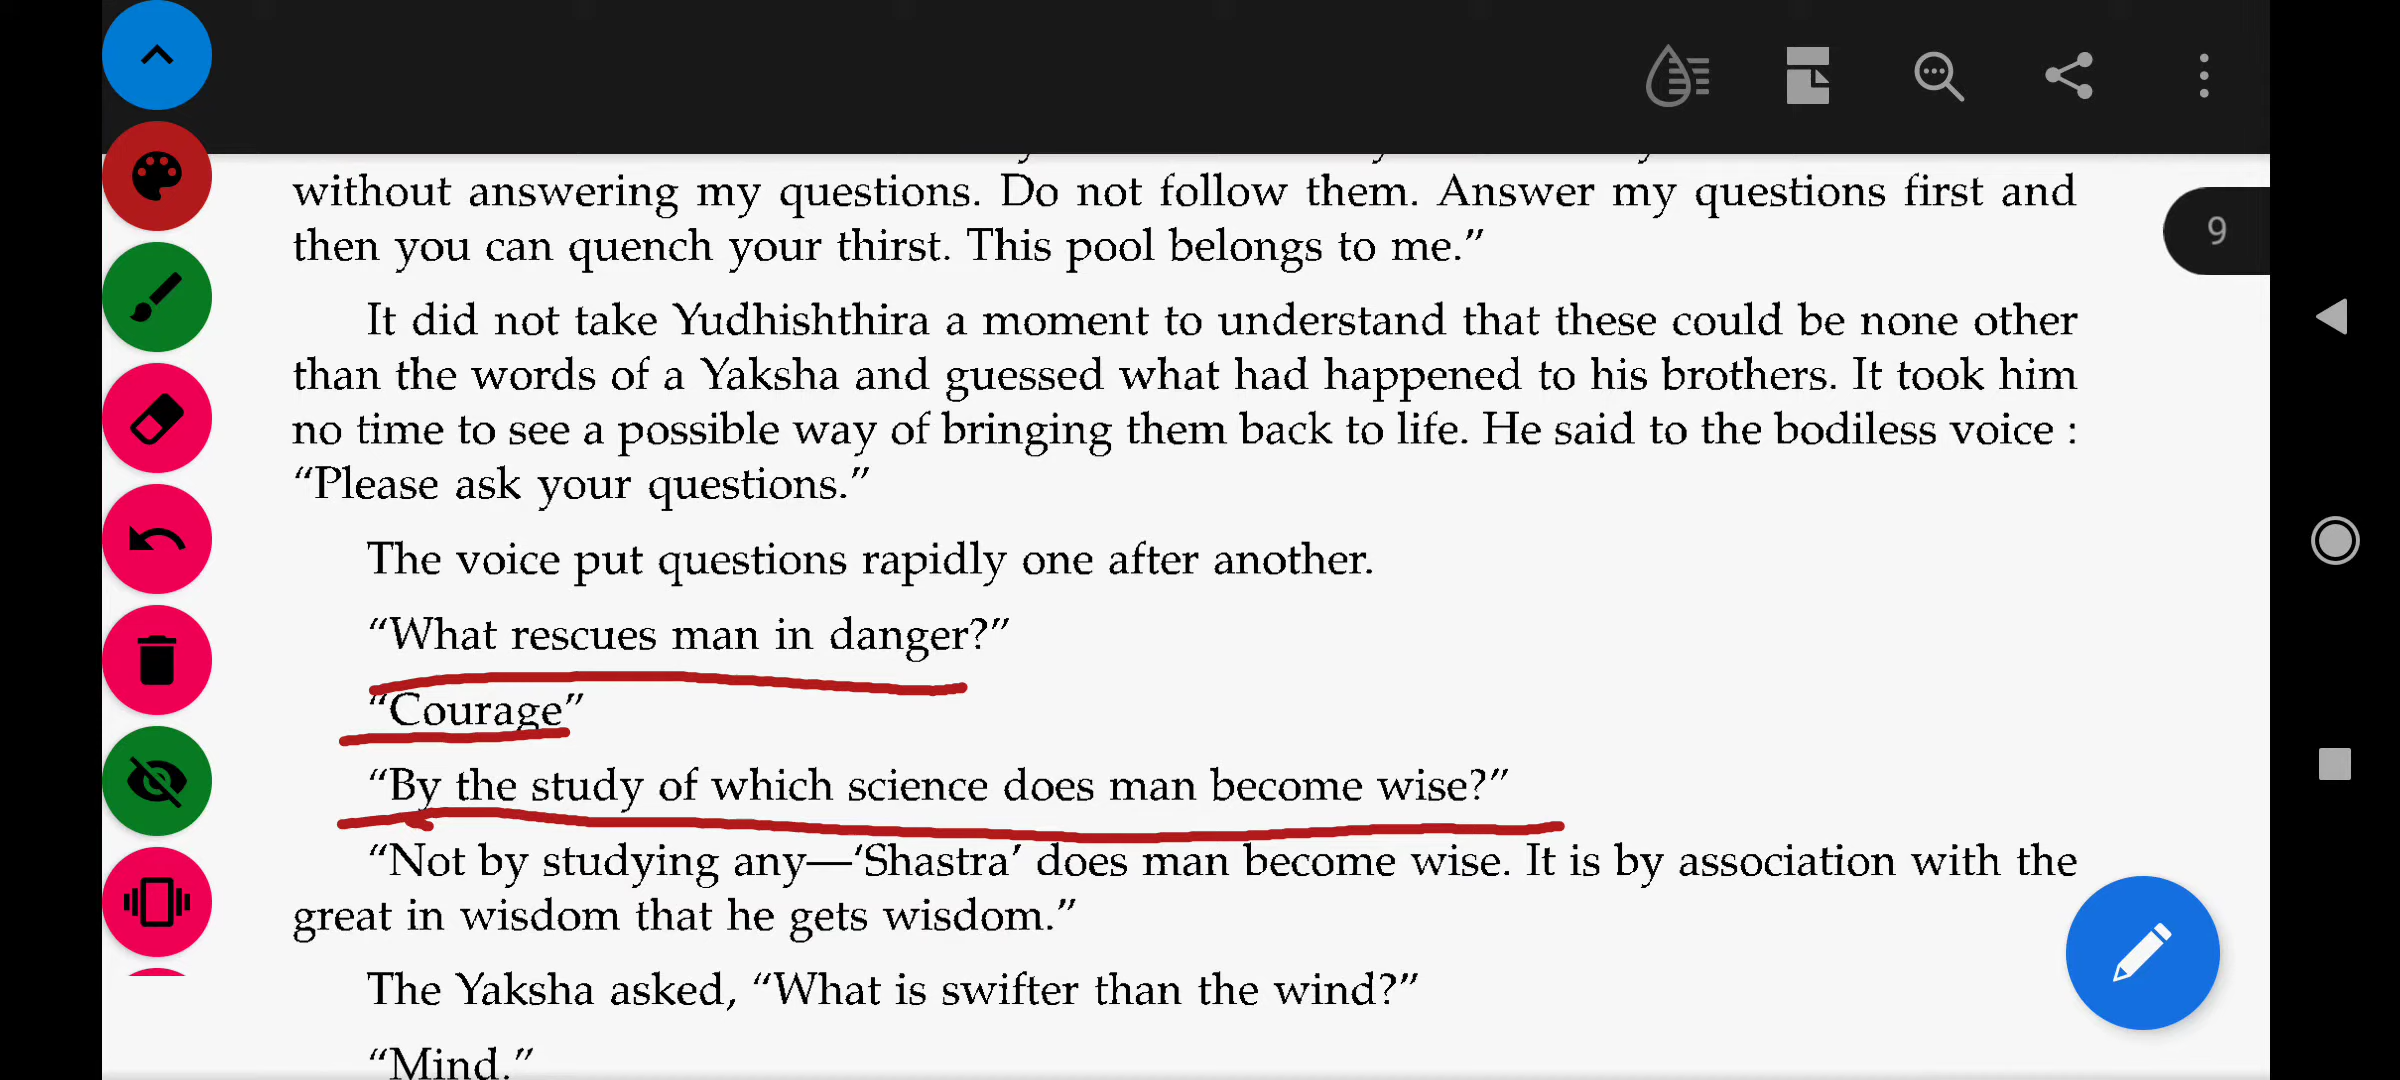 9
without answering my questions. Do not follow them. Answer my questions first and
then you can quench your thirst. This pool belongs to me.”
It did not take Yudhishthira a moment to understand that these could be none other
than the words of a Yaksha and guessed what had happened to his brothers. It took him
no time to see a possible way of bringing them back to life. He said to the bodiless voice :
“Please ask your questions.”
The voice put questions rapidly one after another.
“What rescues man in danger?”
“Courage”
“By the study of which science does man become wise?”
“Not by studying any—‘Shastra’ does man become wise. It is by association with the
great in wisdom that he gets wisdom.”
The Yaksha asked, “What is swifter than the wind?”
“Mind.”